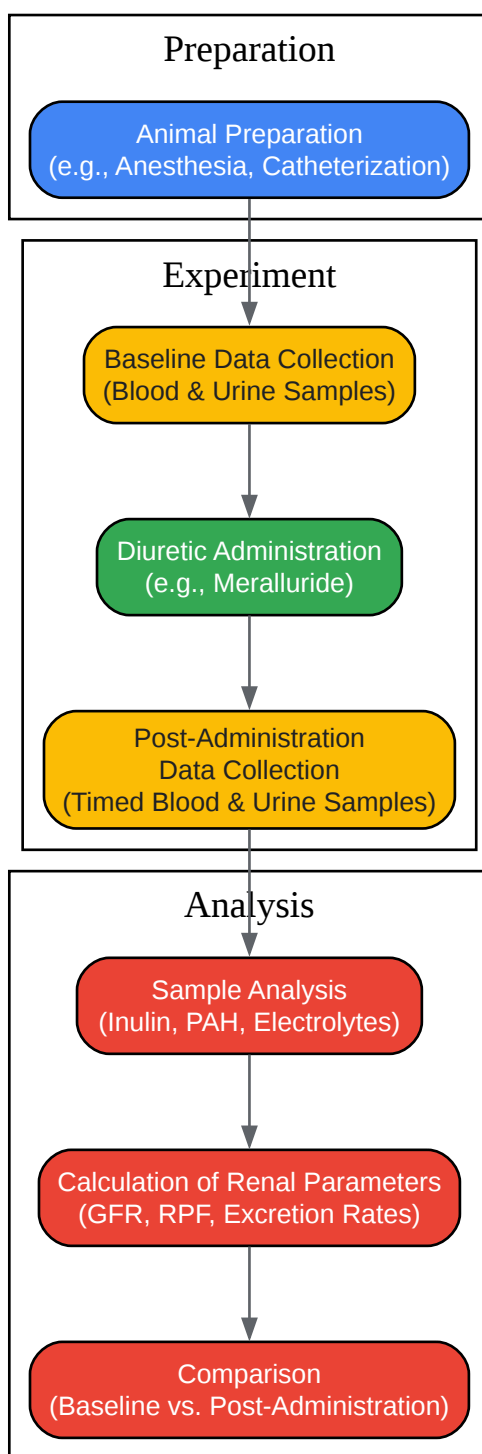 Preparation
Animal Preparation
(e.g., Anesthesia, Catheterization)
Experiment
Baseline Data Collection
(Blood & Urine Samples)
Diuretic Administration
(e.g., Meralluride)
Post-Administration
Data Collection
(Timed Blood & Urine Samples)
Analysis
Sample Analysis
(Inulin, PAH, Electrolytes)
Calculation of Renal Parameters
(GFR, RPF, Excretion Rates)
Comparison
(Baseline vs. Post-Administration)